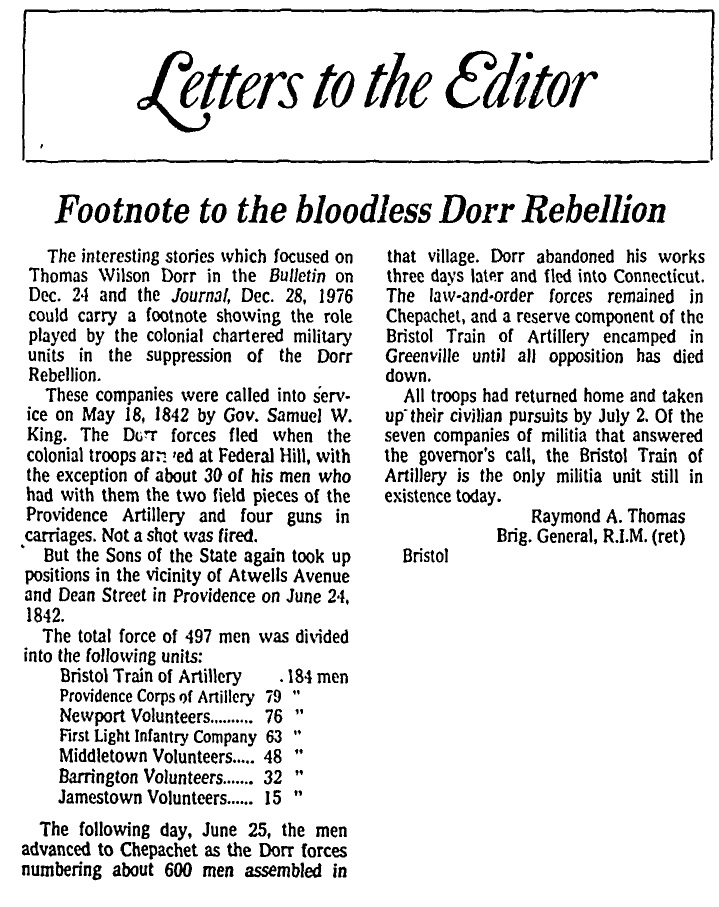 Letters to the Editor
Footnote to the bloodless Dorr Rebellion
The interesting stories which focused on
Thomas Wilson Dorr in the Bulletin on
Dec. 24 and the Journal, Dec. 28, 1976
could carry a footnote showing the role
played by the colonial chartered military
units in the suppression of the Dorr
Rebellion.
These companies were called into serv-
ice on May 18, 1842 by Gov. Samuel W.
King. The Dorr forces fled when the
colonial troops arrived at Federal Hill, with
the exception of about 30 of his men who
had with them the two field pieces of the
Providence Artillery and four guns in
carriages. Not a shot was fired.
But the Sons of the State again took up
positions in the vicinity of Atwells Avenue
and Dean Street in Providence on June 24,
1842.
The total force of 497 men was divided
into the following units:
Bristol Train of Artillery .184 men
Providence Corps of Artillery 79 "
Newport Volunteers.......... 76 "
First Light Infantry Company 63 "
Middletown Volunteers..... 48 "
Barrington Volunteers....... 32 "
Jamestown Volunteers...... 15 "
The following day, June 25, the men
advanced to Chepachet as the Dorr forces
numbering about 600 men assembled in
that village. Dorr abandoned his works
three days later and fled into Connecticut.
The law-and-order forces remained in
Chepachet, and a reserve component of the
Bristol Train of Artillery encamped in
Greenville until all opposition has died
down.
All troops had returned home and taken
up their civilian pursuits by July 2. Of the
seven companies of militia that answered
the governor's call, the Bristol Train of
Artillery is the only militia unit still in
existence today.
Raymond A. Thomas
Brig. General, R.I.M. (ret)
Bristol